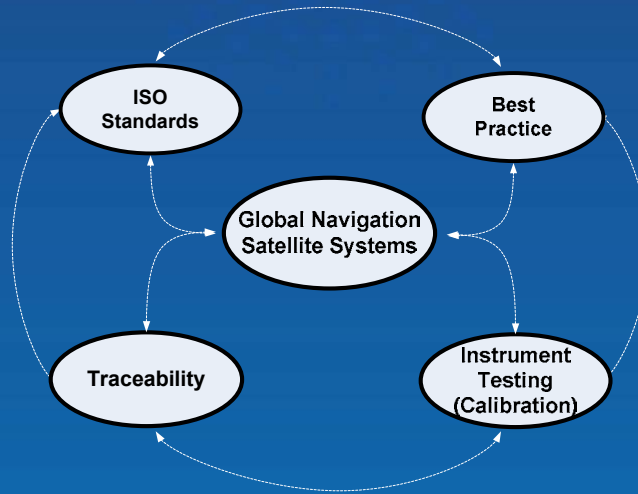 ISO
Standards
Best
Practice
Global Navigation
Satellite Systems
Traceability
Instrument
Testing
(Calibration)